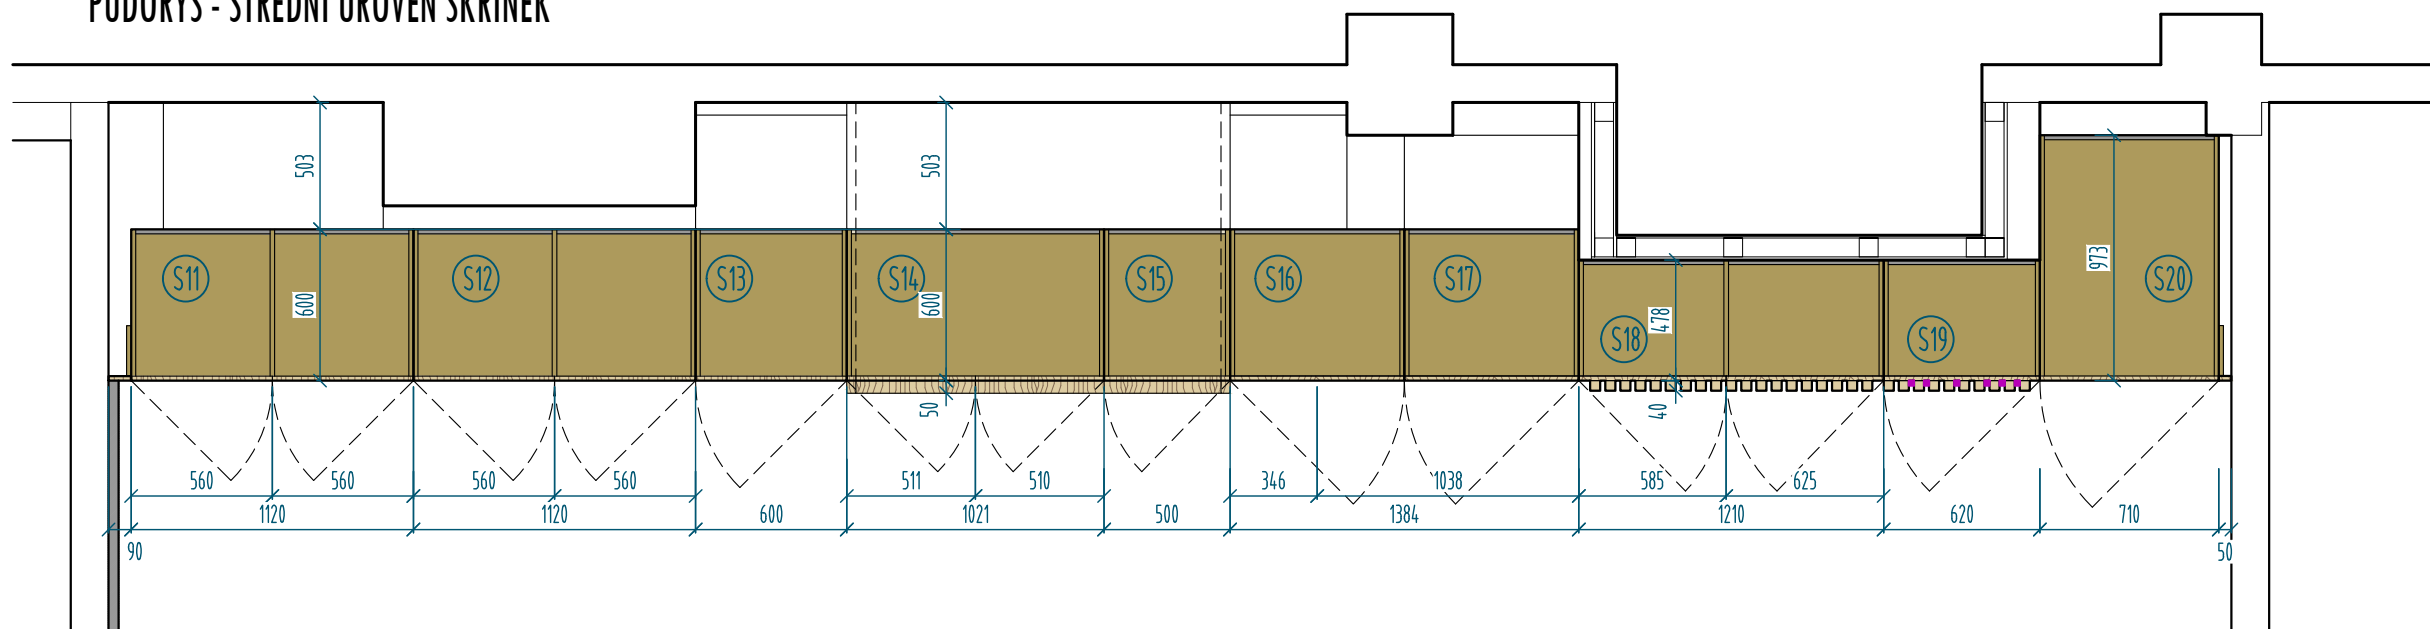 PŮDORYS - STŘEDNÍ ÚROVEŇ SKŘÍNĚK
503 503
S11 S12 S13 S14 S15 S16 S17 973 S20
600 600 478 S18 S19
50 40
560 560 560 560 511 510 346 1038 585 625
1120 1120 600 1021 500 1384 1210 620 710
90 50